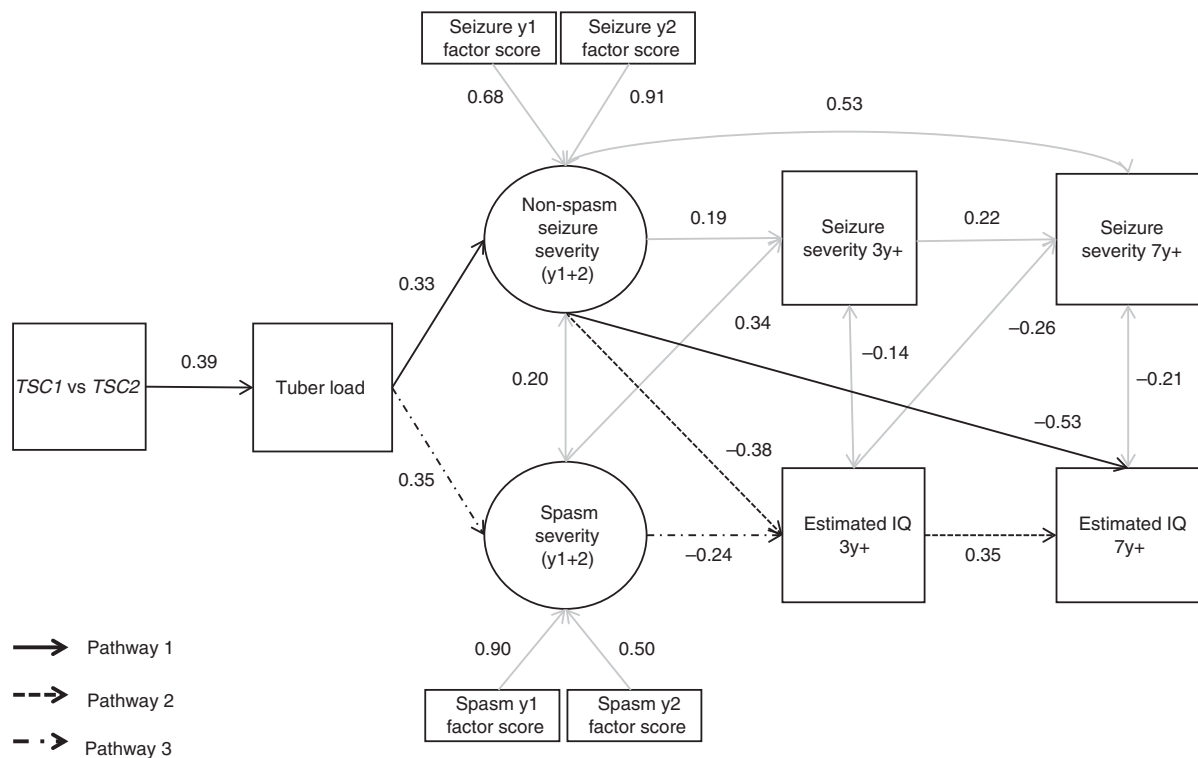 Seizure y1
factor score
Seizure y2
factor score
0.68
0.91
0.53
Non-spasm
seizure
severity
(y1+2)
0.19
Seizure
severity 3y+
0.22
Seizure
severity 7y+
0.33
0.39
TSC1 vs TSC2
Tuber load
0.20
0.34
–0.14
–0.26
–0.21
–0.53
–0.38
0.35
Spasm
severity
(y1+2)
–0.24
Estimated IQ
3y+
0.35
Estimated IQ
7y+
0.90
0.50
Spasm y1
factor score
Spasm y2
factor score
Pathway 1
Pathway 2
Pathway 3